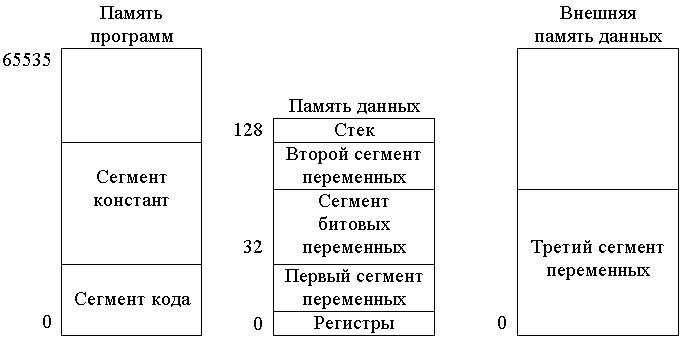 Память
программ
65535
Сегмент
констант
Сегмент кода
0
Память данных
128
Стек
Второй сегмент
переменных
Сегмент
битовых
переменных
32
Первый сегмент
переменных
0
Регистры
Внешняя
память данных
Третий сегмент
переменных
0